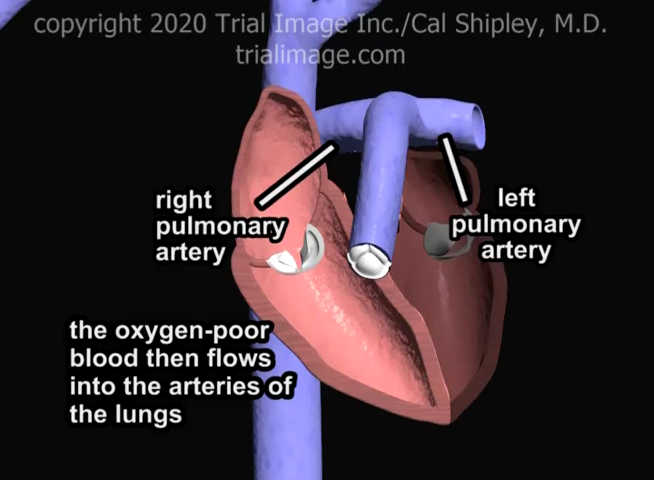 copyright 2020 Trial Image Inc./Cal Shipley, M.D.
trialimage.com
right
pulmonary
artery
left
pulmonary
artery
the oxygen-poor
blood then flows
into the arteries of
the lungs